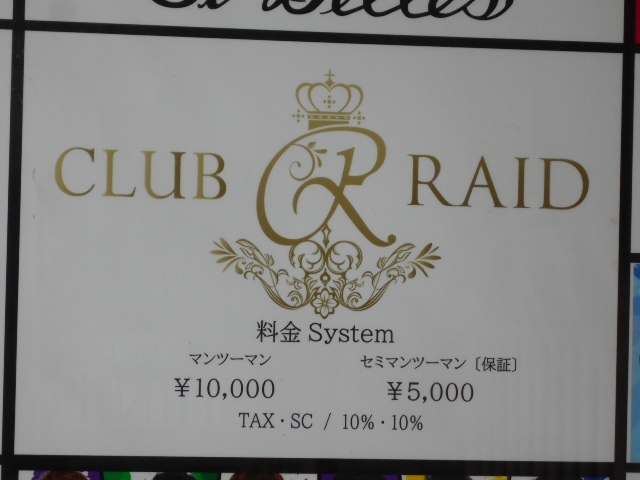 CLUB CR RAID
料金 System
マンツーマン セミマンツーマン〔保証〕
￥10,000 ￥5,000
TAX・SC / 10%・10%